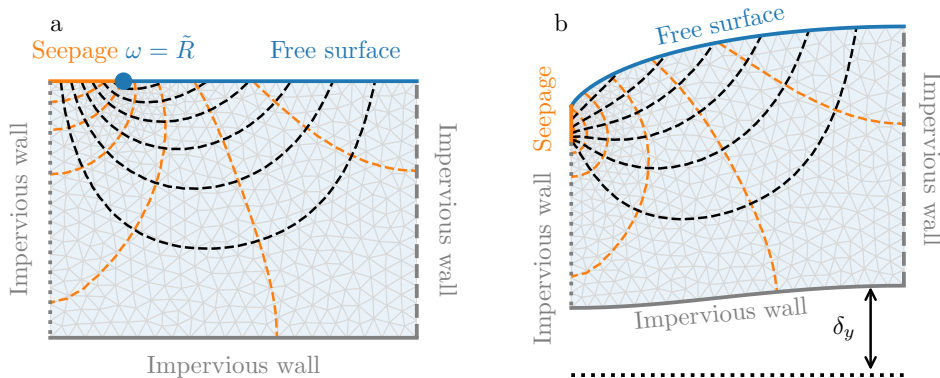 a
Seepage ω = R̃
Free surface
Impervious wall
Impervious wall
Impervious wall
b
Free surface
Seepage
Impervious wall
Impervious wall
Impervious wall
δ_y